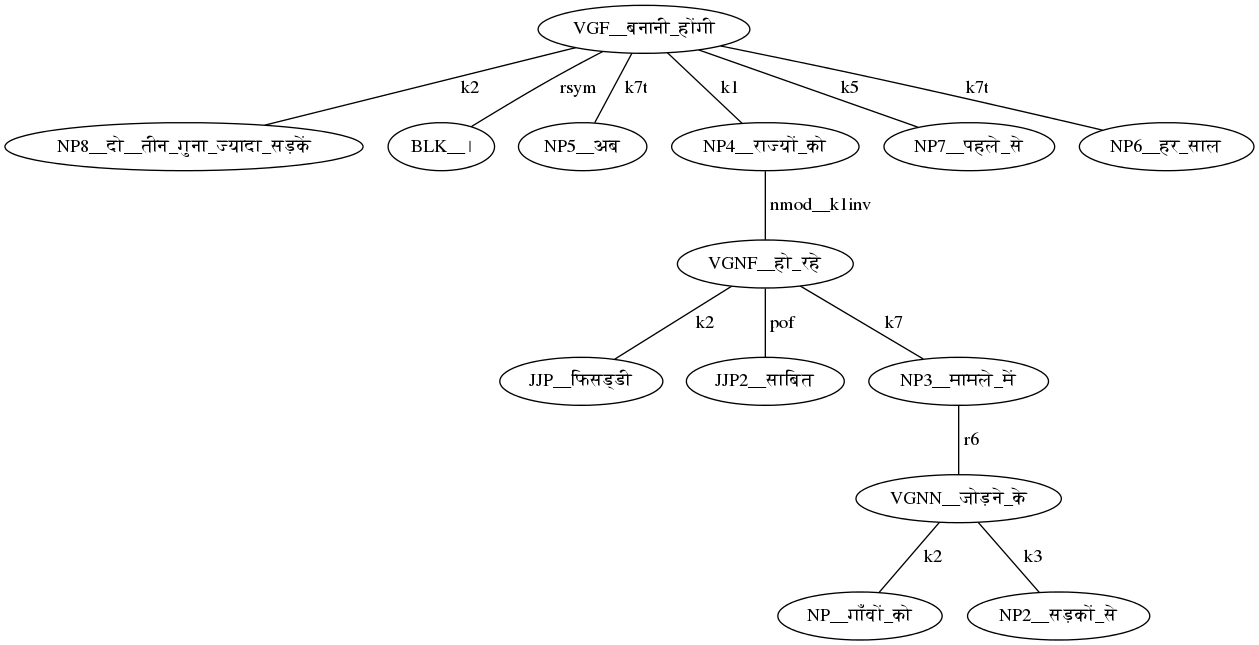 VGF__बनानी_होंगी
k2 rsym k7t k1 k5 k7t
NP8__दो__तीन_गुना_ज्यादा_सड़कें BLK__। NP5__अब NP4__राज्यों_को NP7__पहले_से NP6__हर_साल
nmod__k1inv
VGNF__हो_रहे
k2 pof k7
JJP__फिसड्डी JJP2__साबित NP3__मामले_में
r6
VGNN__जोड़ने_के
k2 k3
NP__गाँवों_को NP2__सड़कों_से